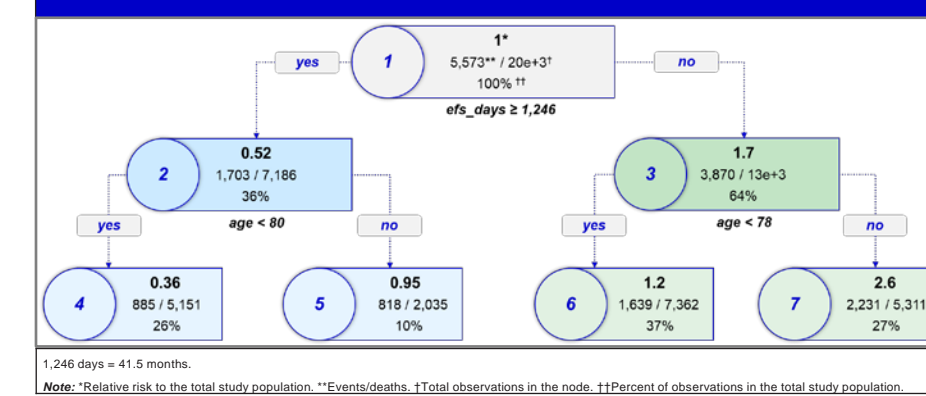 1*
1
5,573** / 20e+3†
100% ††
yes
no
efs_days ≥ 1,246
2
0.52
1,703 / 7,186
36%
3
1.7
3,870 / 13e+3
64%
yes
age < 80
no
yes
age < 78
no
4
0.36
885 / 5,151
26%
5
0.95
818 / 2,035
10%
6
1.2
1,639 / 7,362
37%
7
2.6
2,231 / 5,311
27%
1,246 days = 41.5 months.
Note: *Relative risk to the total study population. **Events/deaths. †Total observations in the node. ††Percent of observations in the total study population.